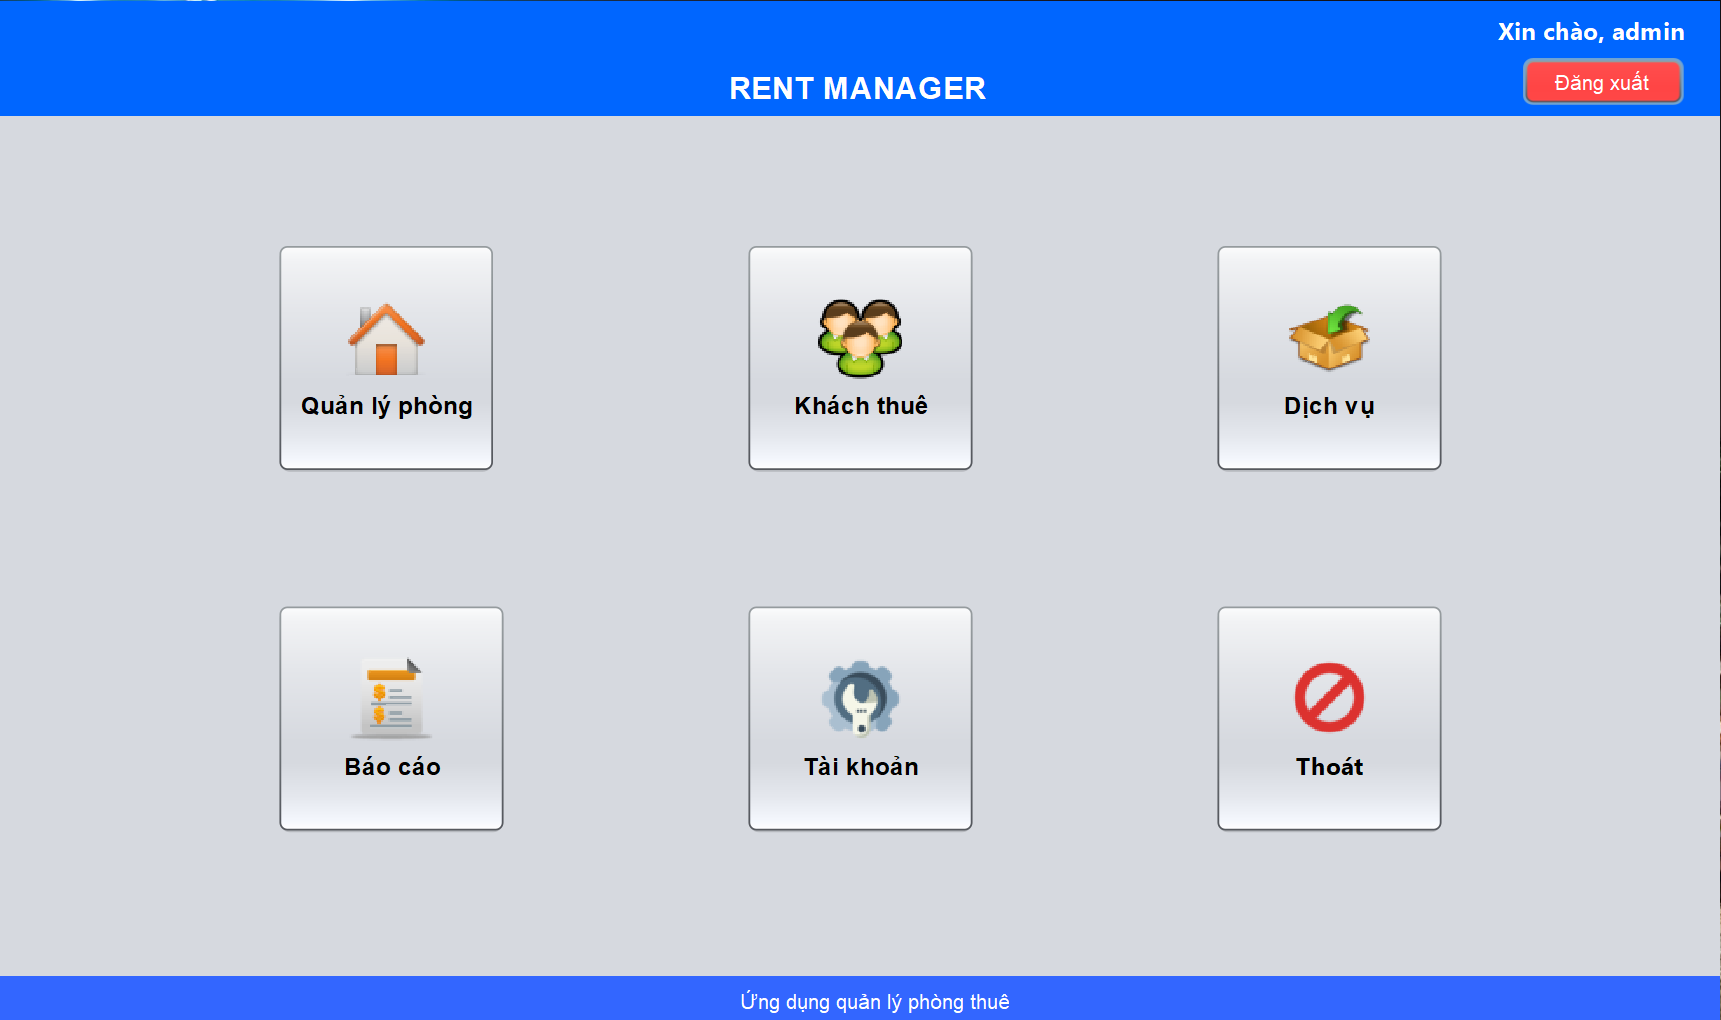 Xin chào, admin
RENT MANAGER
Đăng xuất
Quản lý phòng
Khách thuê
Dịch vụ
Báo cáo
Tài khoản
Thoát
Ứng dụng quản lý phòng thuê